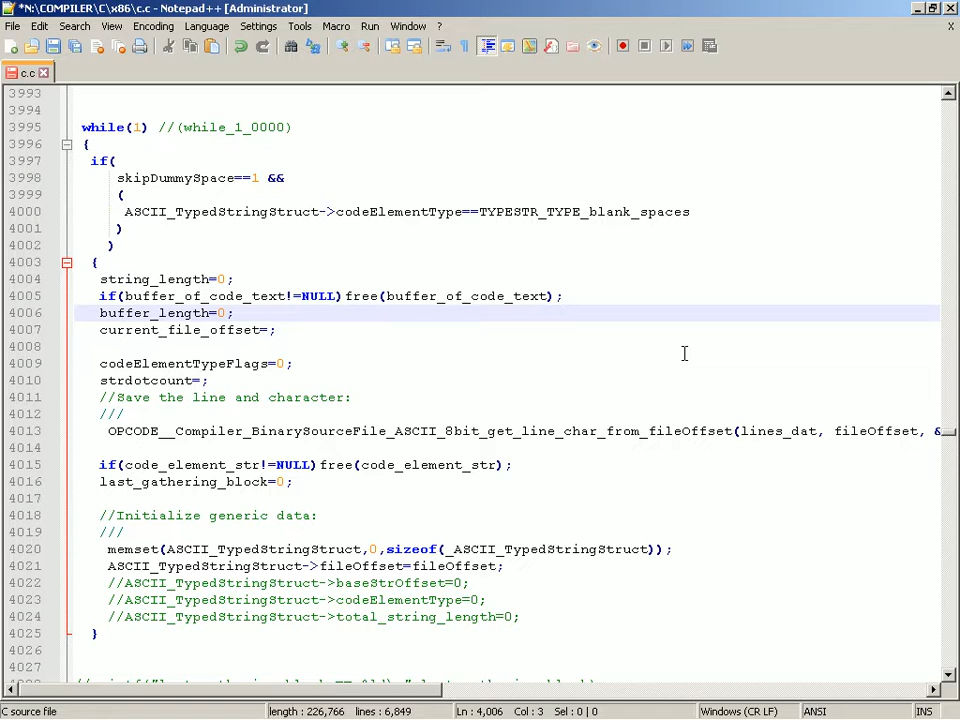 *N:\COMPILER\C\x86\c.c - Notepad++ [Administrator]
File Edit Search View Encoding Language Settings Tools Macro Run Window ? X
c.c
3993
3994
3995 while(1) //(while_1_0000)
3996 {
3997 if(
3998 skipDummySpace==1 &&
3999 (
4000 ASCII_TypedStringStruct->codeElementType==TYPESTR_TYPE_blank_spaces
4001 )
4002 )
4003 {
4004 string_length=0;
4005 if(buffer_of_code_text!=NULL)free(buffer_of_code_text);
4006 buffer_length=0;
4007 current_file_offset=;
4008
4009 codeElementTypeFlags=0;
4010 strdotcount=;
4011 //Save the line and character:
4012 ///
4013 OPCODE__Compiler_BinarySourceFile_ASCII_8bit_get_line_char_from_fileOffset(lines_dat, fileOffset, &
4014
4015 if(code_element_str!=NULL)free(code_element_str);
4016 last_gathering_block=0;
4017
4018 //Initialize generic data:
4019 ///
4020 memset(ASCII_TypedStringStruct,0,sizeof(_ASCII_TypedStringStruct));
4021 ASCII_TypedStringStruct->fileOffset=fileOffset;
4022 //ASCII_TypedStringStruct->baseStrOffset=0;
4023 //ASCII_TypedStringStruct->codeElementType=0;
4024 //ASCII_TypedStringStruct->total_string_length=0;
4025 }
4026
4027
C source file length : 226,766 lines : 6,849 Ln : 4,006 Col : 3 Sel : 0 | 0 Windows (CR LF) ANSI INS